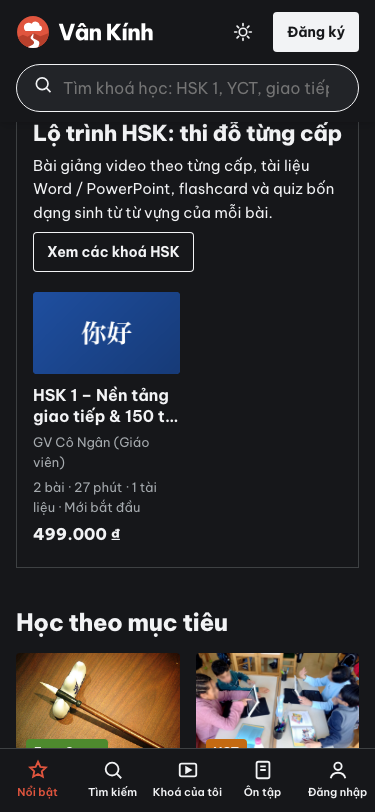 Vân Kính
Đăng ký
Tìm khoá học: HSK 1, YCT, giao tiếp
Lộ trình HSK: thi đỗ từng cấp
Bài giảng video theo từng cấp, tài liệu
Word / PowerPoint, flashcard và quiz bốn
dạng sinh từ từ vựng của mỗi bài.
Xem các khoá HSK
你好
HSK 1 – Nền tảng
giao tiếp & 150 t...
GV Cô Ngân (Giáo
viên)
2 bài · 27 phút · 1 tài
liệu · Mới bắt đầu
499.000 ₫
Học theo mục tiêu
Nổi bật
Tìm kiếm
Khoá của tôi
Ôn tập
Đăng nhập